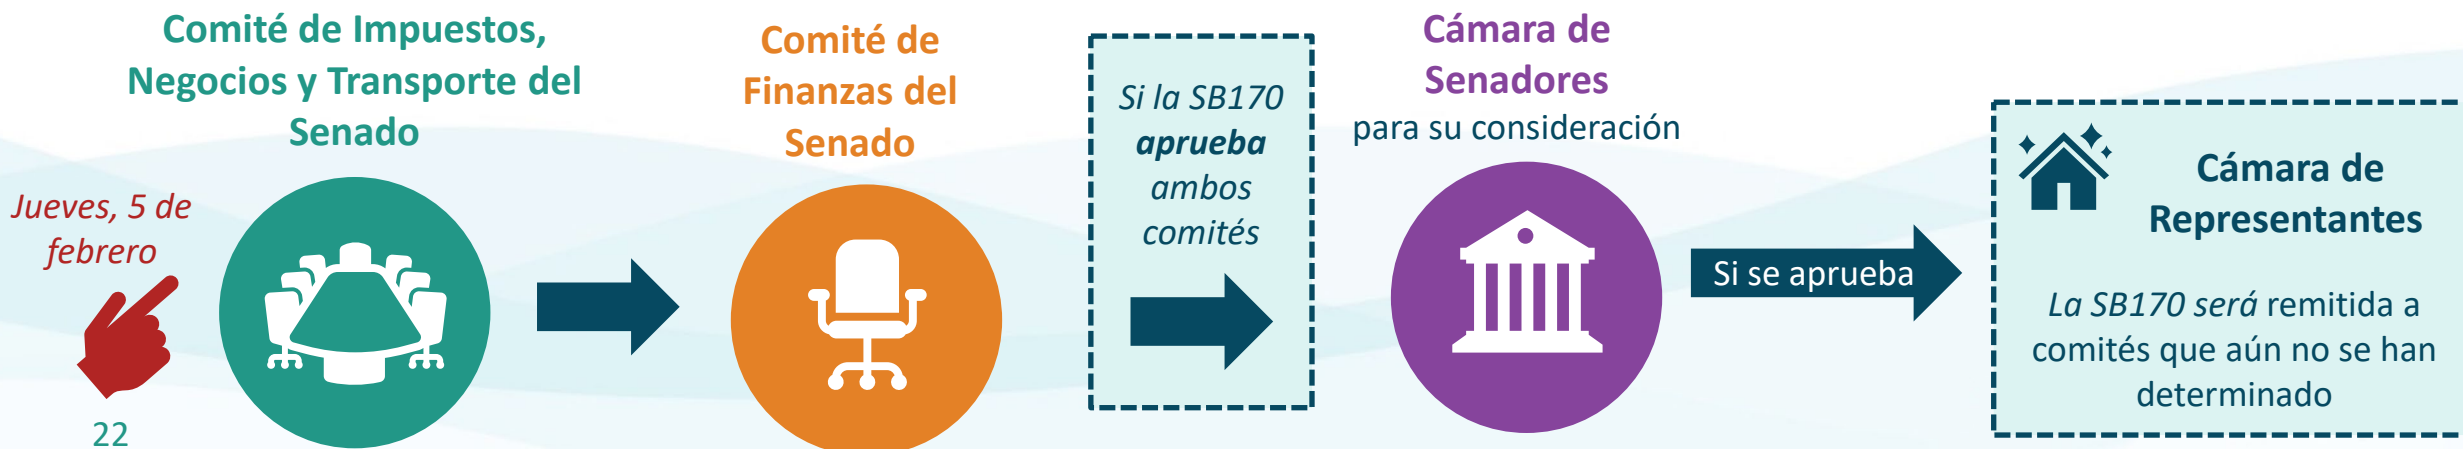 Comité de Impuestos,
Negocios y Transporte del
Senado
Jueves, 5 de
febrero
22
Comité de
Finanzas del
Senado
Si la SB170
aprueba
ambos
comités
Cámara de
Senadores
para su consideración
Si se aprueba
Cámara de
Representantes
La SB170 será remitida a
comités que aún no se han
determinado